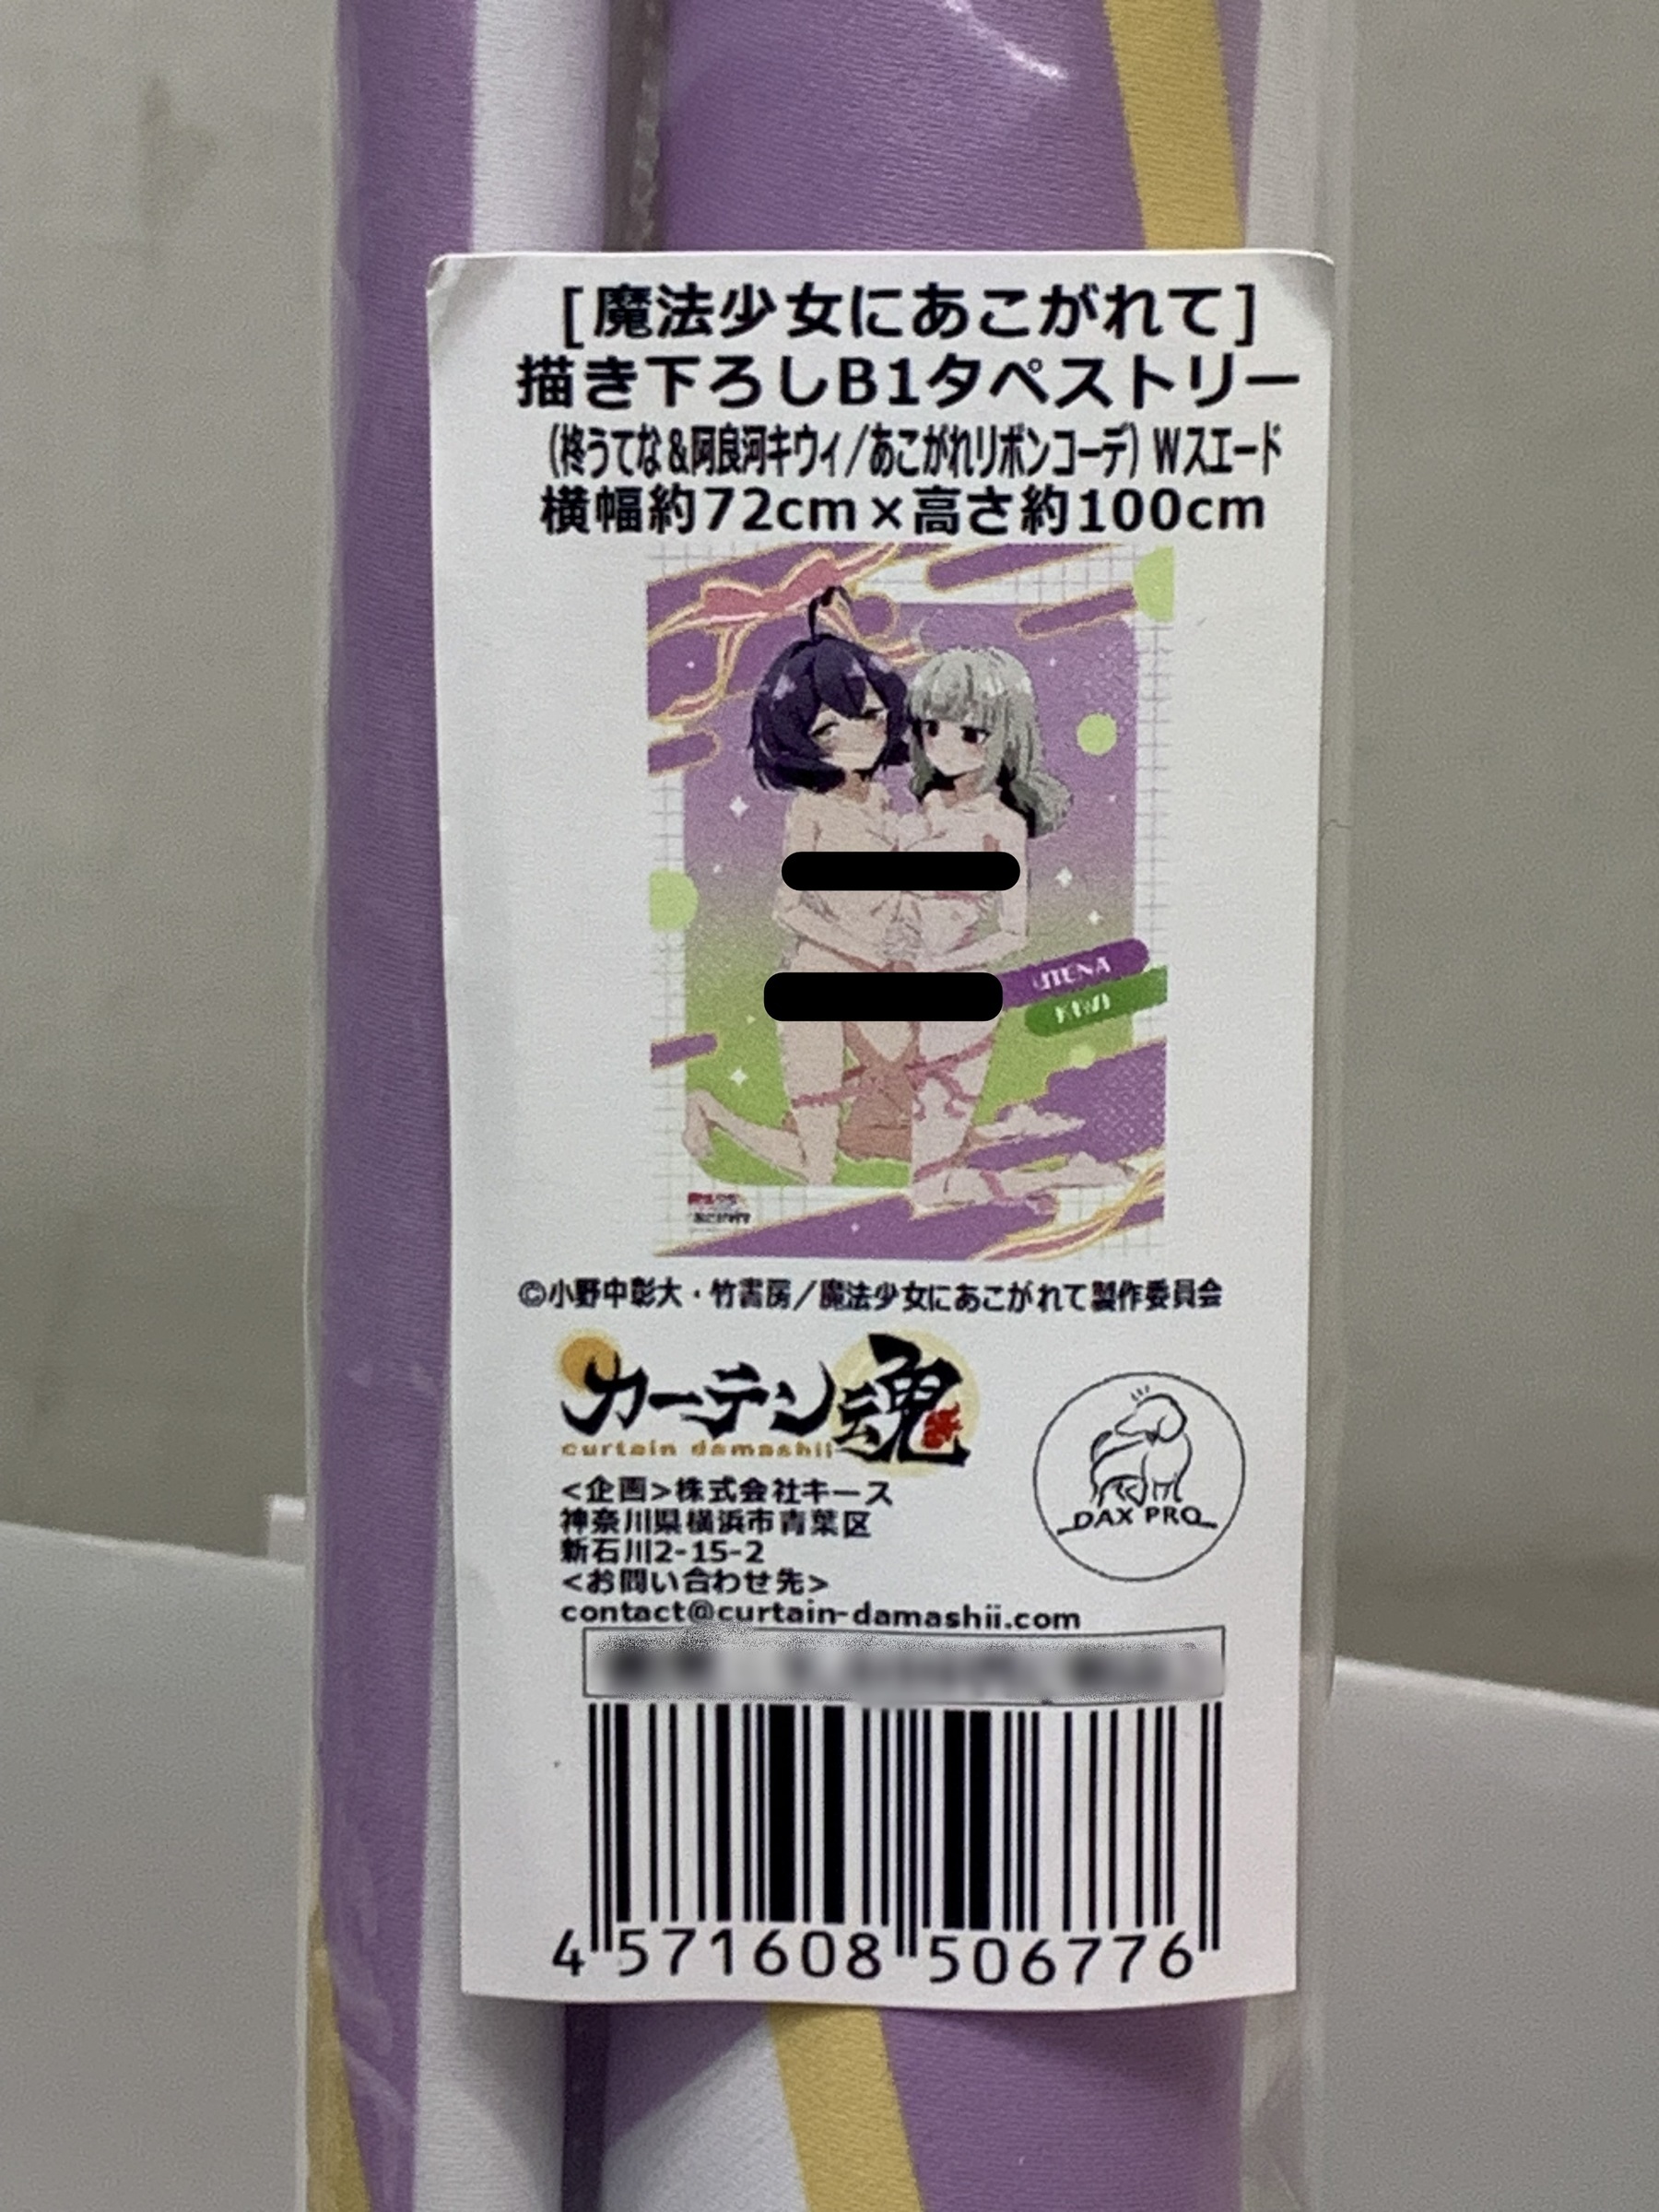 [魔法少女にあこがれて]
描き下ろしB1タペストリー
(柊うてな&阿良河キウィ/あこがれリボンコーデ) Wスエード
横幅約72cm×高さ約100cm
UTENA
KIWI
©小野中彰大・竹書房/魔法少女にあこがれて製作委員会
カーテン魂
curtain damashii
DAX PRO
<企画>株式会社キース
神奈川県横浜市青葉区
新石川2-15-2
<お問い合わせ先>
contact@curtain-damashii.com
4 571608 506776